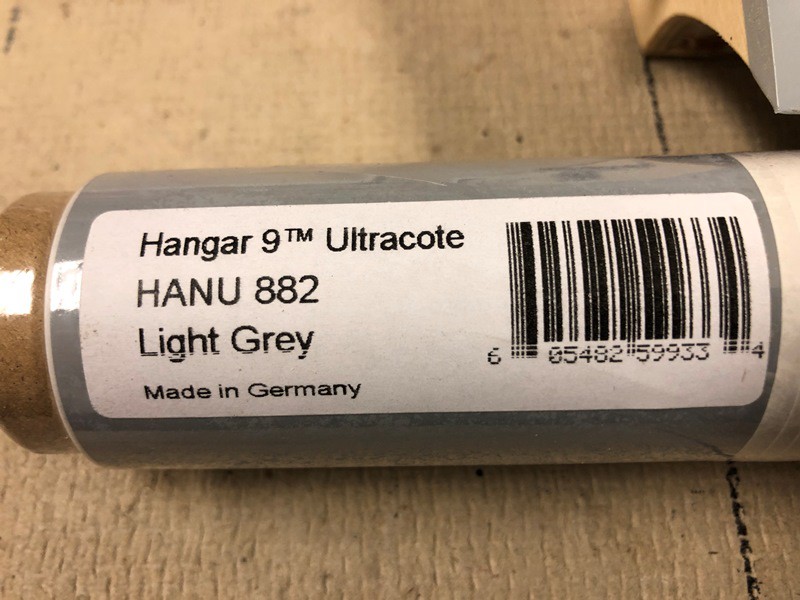 Hangar 9™ Ultracote
HANU 882
Light Grey
Made in Germany
6 05482 59933 4